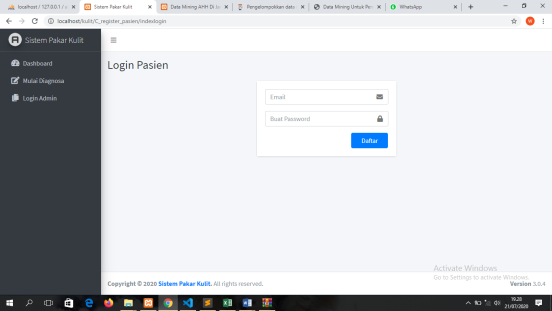 localhost / 127.0.0.1 / s
Sistem Pakar Kulit
Data Mining AHH Di Ja
Pengelompokkan data
Data Mining Untuk Pe
WhatsApp
localhost/kulit/C_register_pasien/indexlogin
Sistem Pakar Kulit
Dashboard
Mulai Diagnosa
Login Admin
Login Pasien
Email
Buat Password
Daftar
Activate Windows
Go to Settings to activate Windows.
Copyright © 2020 Sistem Pakar Kulit. All rights reserved.
Version 3.0.4
19.28
21/07/2020